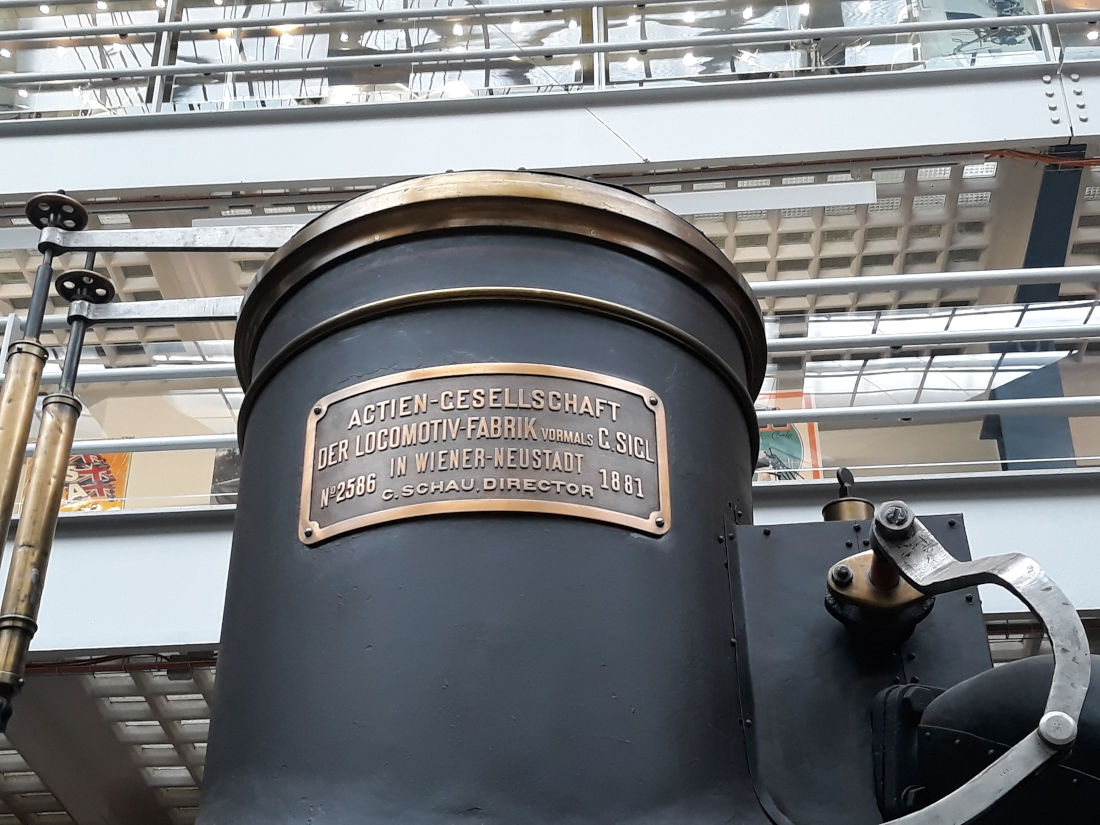 ACTIEN-GESELLSCHAFT
DER LOCOMOTIV-FABRIK VORMALS G. SIGL
IN WIENER-NEUSTADT
No 2586 C. SCHAU, DIRECTOR 1881